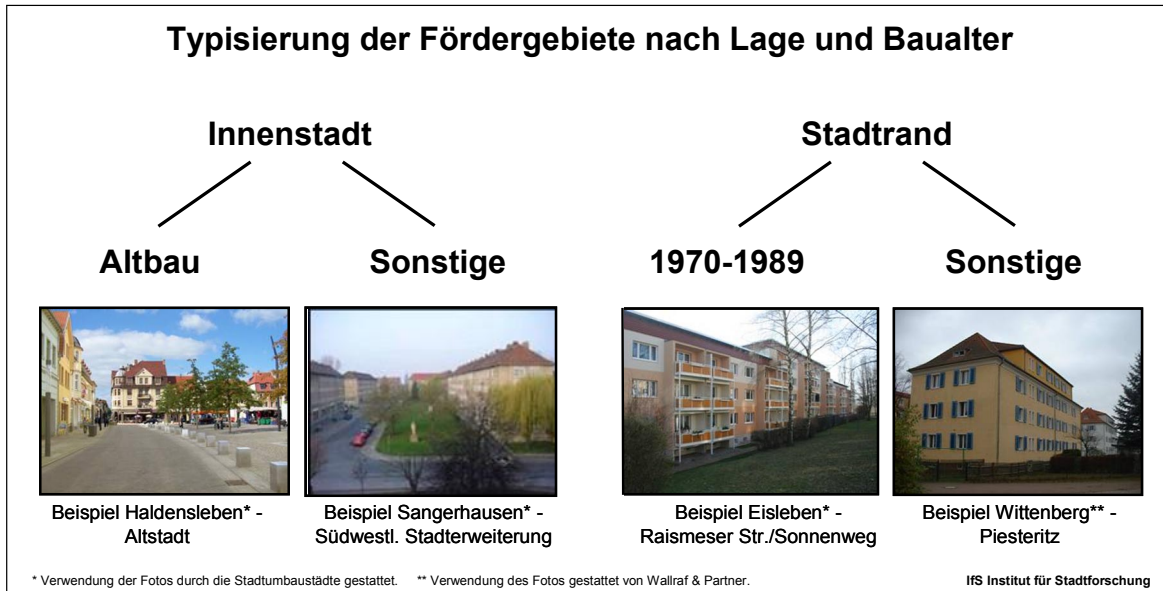 Typisierung der Fördergebiete nach Lage und Baualter
Innenstadt
Stadtrand
Altbau
Sonstige
1970-1989
Sonstige
Beispiel Haldensleben* -
Altstadt
Beispiel Sangerhausen* -
Südwestl. Stadterweiterung
Beispiel Eisleben* -
Raismeser Str./Sonnenweg
Beispiel Wittenberg** -
Piesteritz
* Verwendung der Fotos durch die Stadtumbaustädte gestattet. ** Verwendung des Fotos gestattet von Wallraf & Partner.
IfS Institut für Stadtforschung